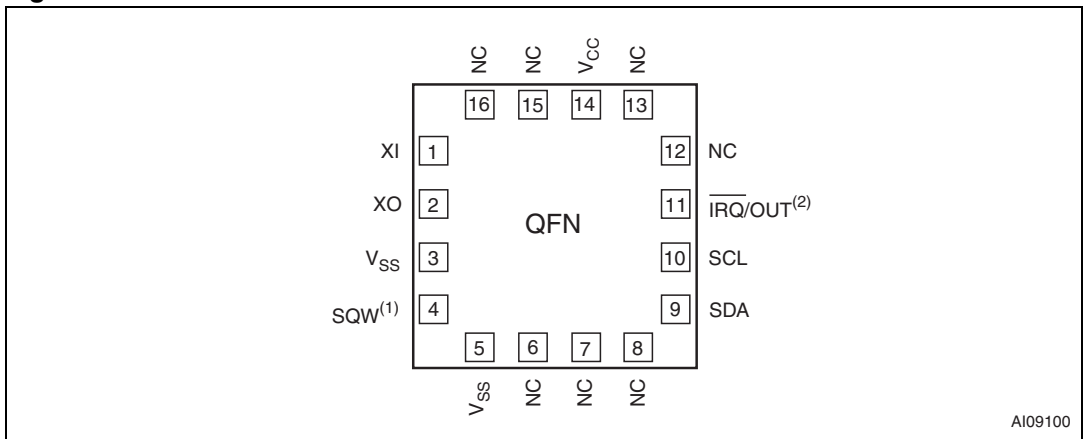 NC NC VCC NC
16 15 14 13
XI 1 12 NC
XO 2 11 IRQ/OUT(2)
QFN
VSS 3 10 SCL
SQW(1) 4 9 SDA
5 6 7 8
VSS NC NC NC
AI09100